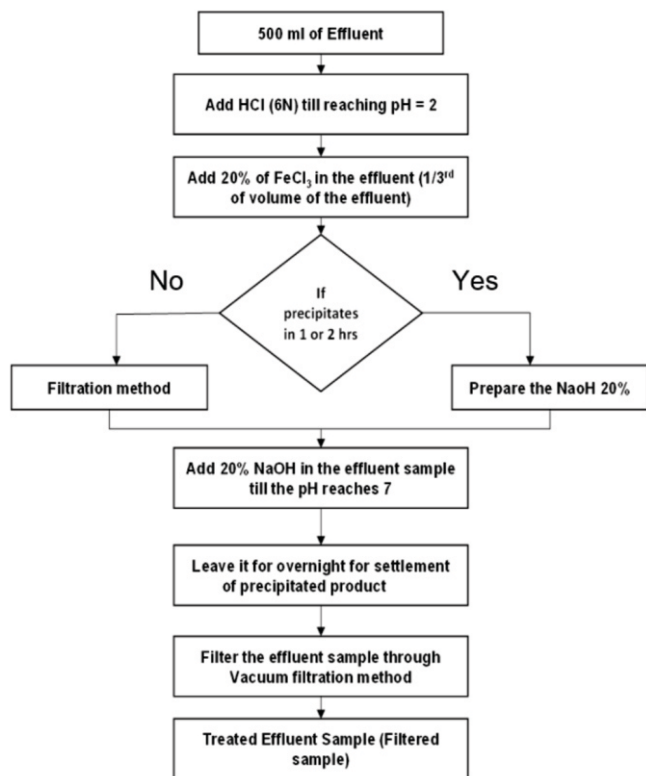 500 ml of Effluent
Add HCl (6N) till reaching pH = 2
Add 20% of FeCl₃ in the effluent (1/3ʳᵈ
of volume of the effluent)
No
Yes
If
precipitates
in 1 or 2 hrs
Filtration method
Prepare the NaoH 20%
Add 20% NaOH in the effluent sample
till the pH reaches 7
Leave it for overnight for settlement
of precipitated product
Filter the effluent sample through
Vacuum filtration method
Treated Effluent Sample (Filtered
sample)